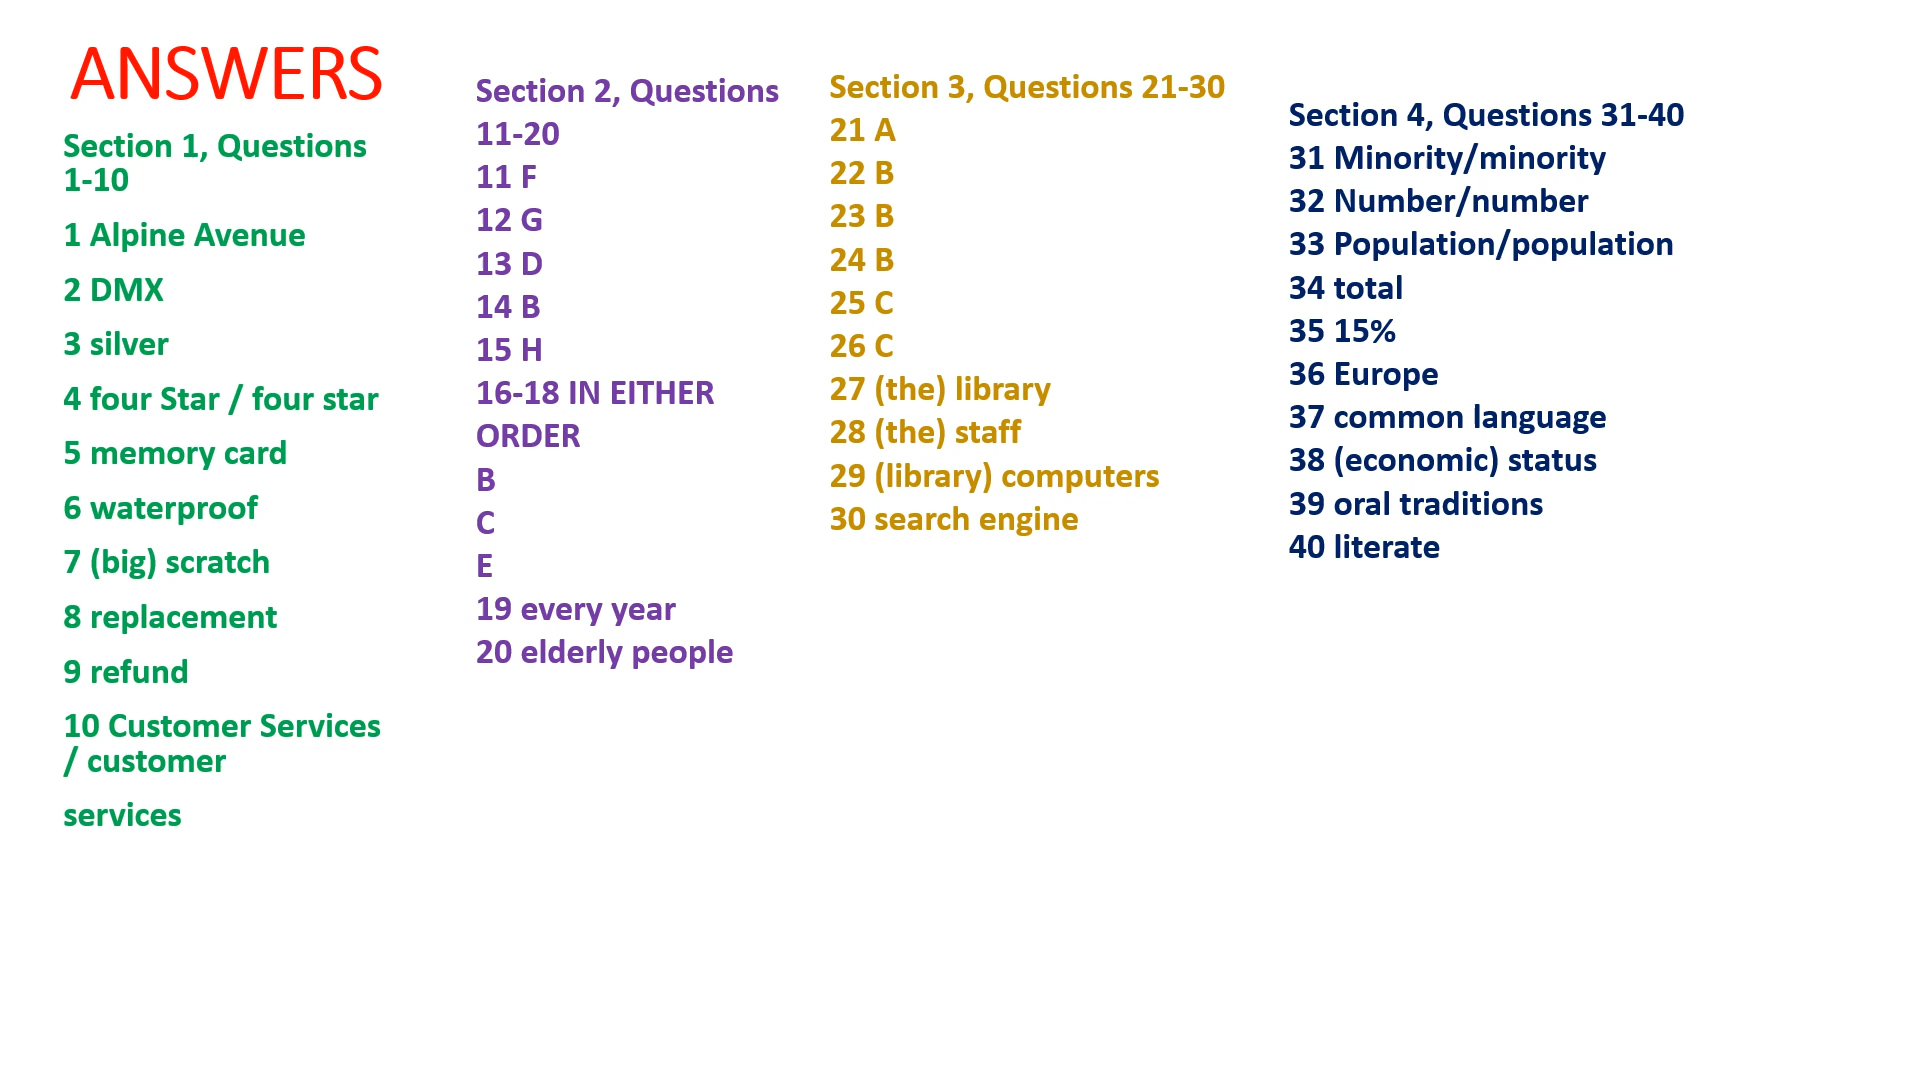 ANSWERS
Section 1, Questions
1-10
1 Alpine Avenue
2 DMX
3 silver
4 four Star / four star
5 memory card
6 waterproof
7 (big) scratch
8 replacement
9 refund
10 Customer Services
/ customer
services
Section 2, Questions
11-20
11 F
12 G
13 D
14 B
15 H
16-18 IN EITHER
ORDER
B
C
E
19 every year
20 elderly people
Section 3, Questions 21-30
21 A
22 B
23 B
24 B
25 C
26 C
27 (the) library
28 (the) staff
29 (library) computers
30 search engine
Section 4, Questions 31-40
31 Minority/minority
32 Number/number
33 Population/population
34 total
35 15%
36 Europe
37 common language
38 (economic) status
39 oral traditions
40 literate